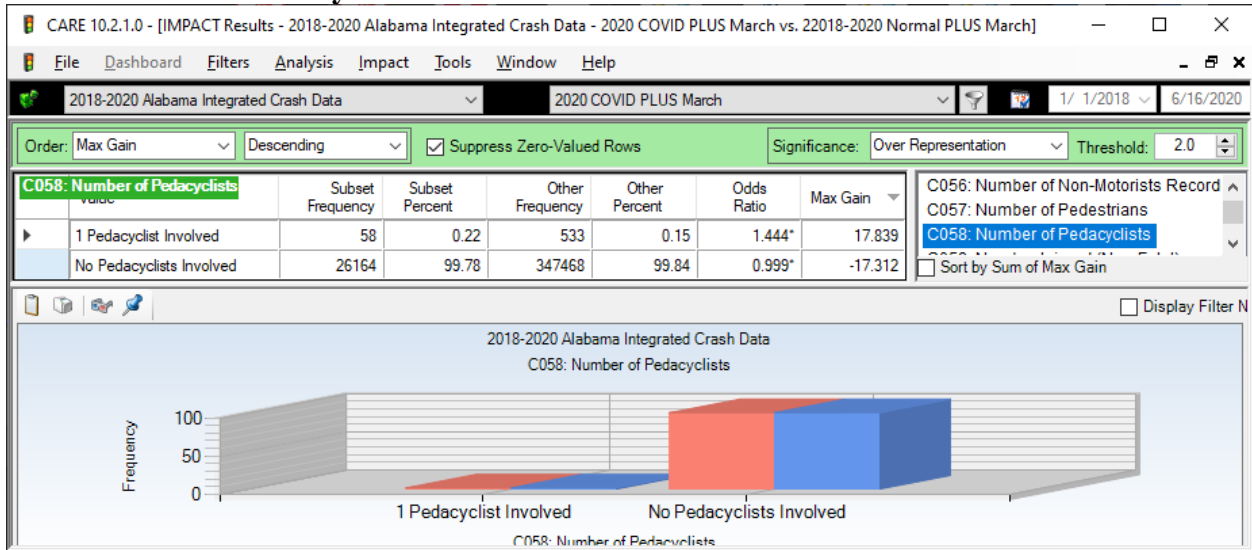 CARE 10.2.1.0 - [IMPACT Results - 2018-2020 Alabama Integrated Crash Data - 2020 COVID PLUS March vs. 22018-2020 Normal PLUS March]
File Dashboard Filters Analysis Impact Tools Window Help
2018-2020 Alabama Integrated Crash Data 2020 COVID PLUS March 1/ 1/2018 6/16/2020
Order: Max Gain Descending Suppress Zero-Valued Rows Significance: Over Representation Threshold: 2.0
C058: Number of Pedacyclists Subset Frequency Subset Percent Other Frequency Other Percent Odds Ratio Max Gain
1 Pedacyclist Involved 58 0.22 533 0.15 1.444* 17.839
No Pedacyclists Involved 26164 99.78 347468 99.84 0.999* -17.312
C056: Number of Non-Motorists Record
C057: Number of Pedestrians
C058: Number of Pedacyclists
Sort by Sum of Max Gain
Display Filter N
2018-2020 Alabama Integrated Crash Data
C058: Number of Pedacyclists
Frequency
100
50
0
1 Pedacyclist Involved No Pedacyclists Involved
C058: Number of Pedacyclists